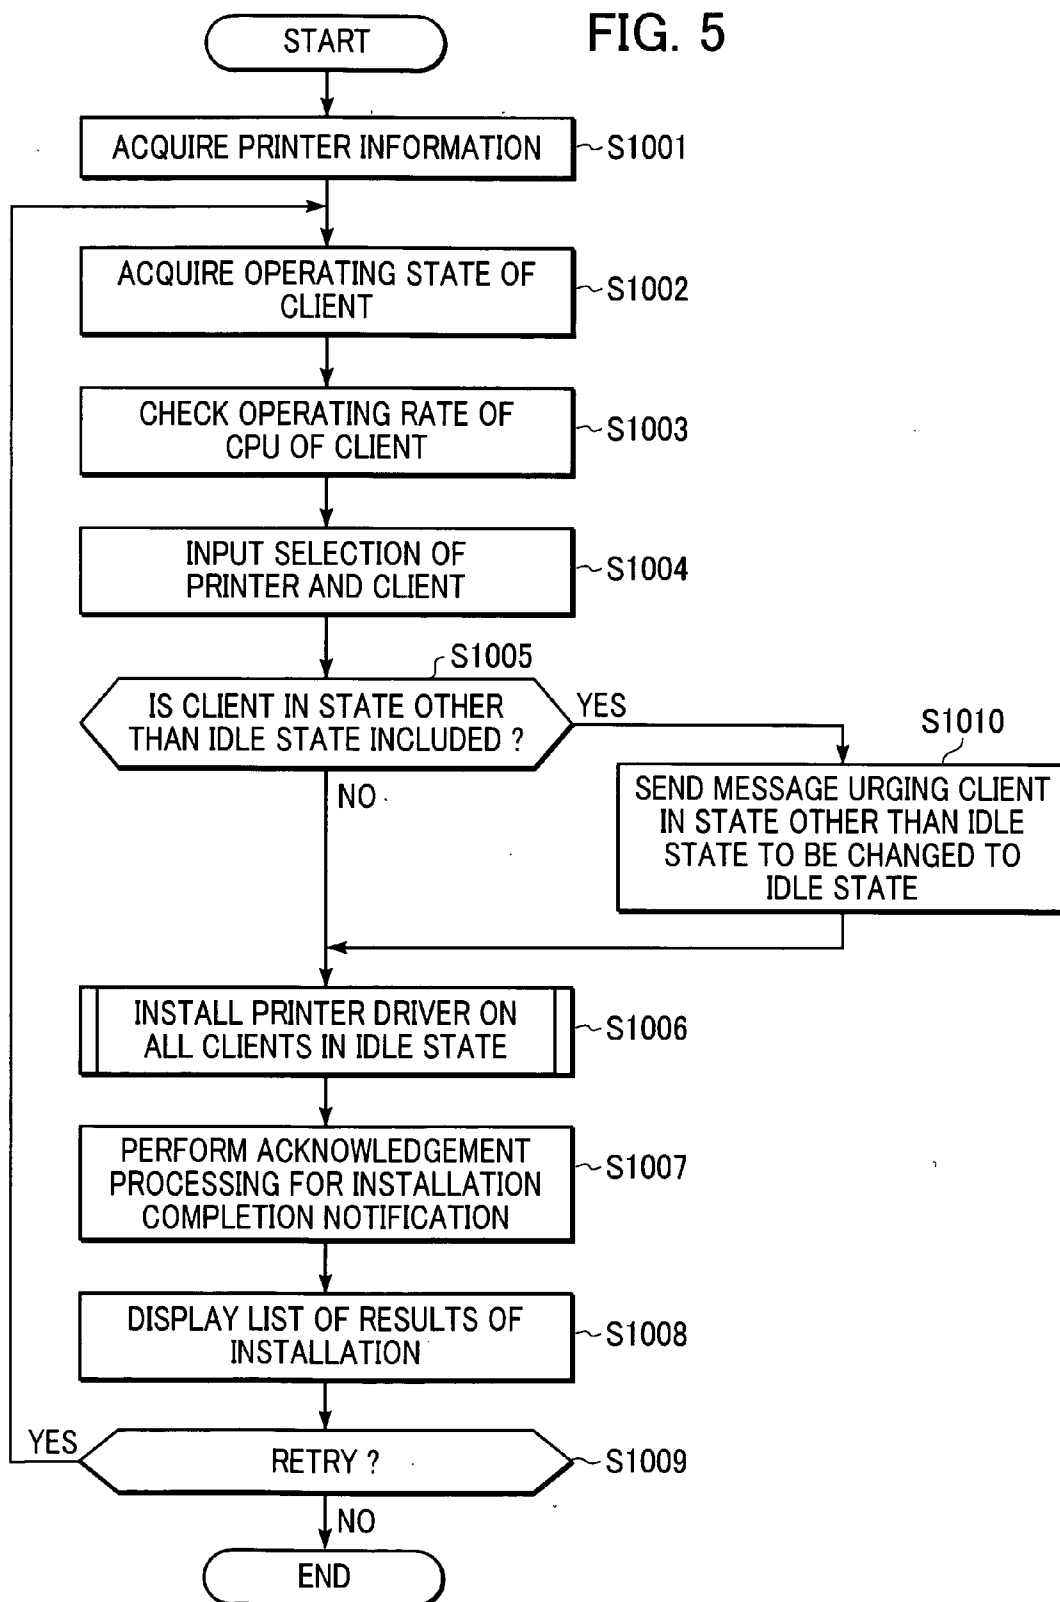 FIG. 5
START
ACQUIRE PRINTER INFORMATION
S1001
ACQUIRE OPERATING STATE OF
CLIENT
S1002
CHECK OPERATING RATE OF
CPU OF CLIENT
S1003
INPUT SELECTION OF
PRINTER AND CLIENT
S1004
S1005
IS CLIENT IN STATE OTHER
THAN IDLE STATE INCLUDED ?
YES
NO
S1010
SEND MESSAGE URGING CLIENT
IN STATE OTHER THAN IDLE
STATE TO BE CHANGED TO
IDLE STATE
INSTALL PRINTER DRIVER ON
ALL CLIENTS IN IDLE STATE
S1006
PERFORM ACKNOWLEDGEMENT
PROCESSING FOR INSTALLATION
COMPLETION NOTIFICATION
S1007
DISPLAY LIST OF RESULTS OF
INSTALLATION
S1008
YES
RETRY ?
S1009
NO
END